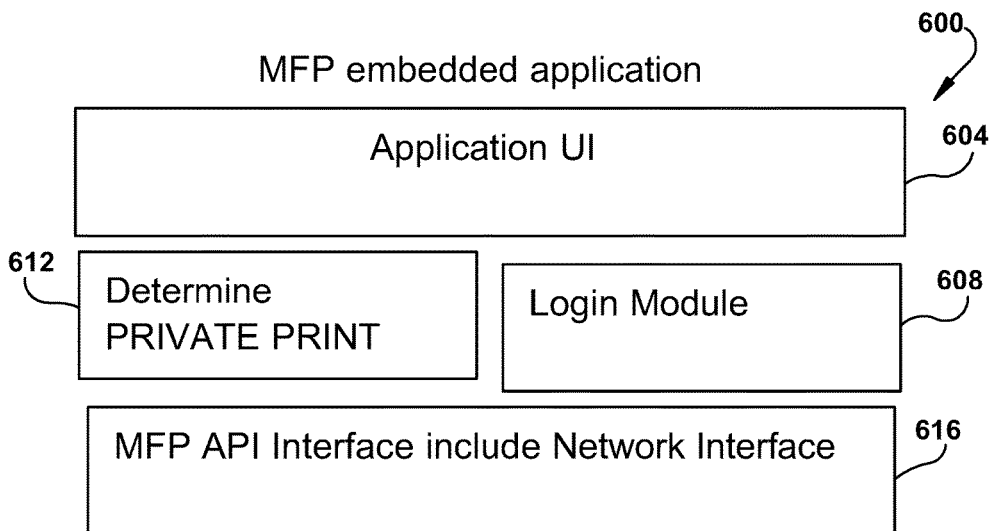 600
MFP embedded application
Application UI
604
612
Determine
PRIVATE PRINT
Login Module
608
MFP API Interface include Network Interface
616